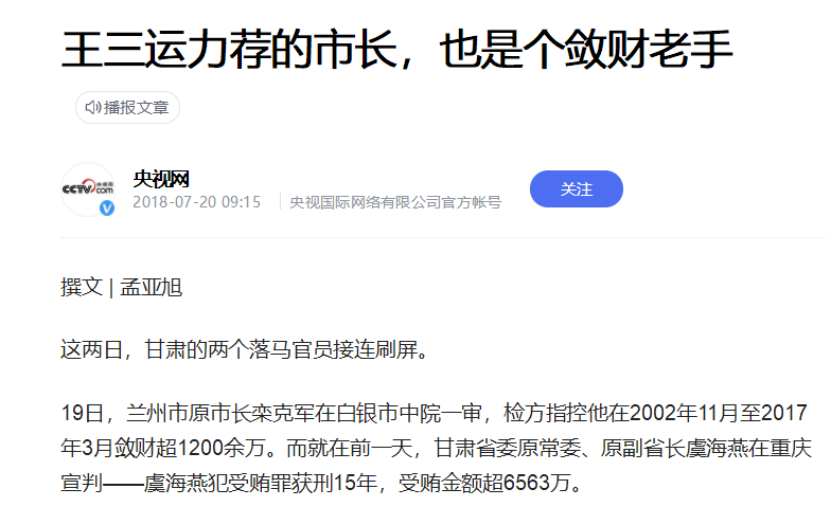 王三运力荐的市长，也是个敛财老手
播报文章
CCTV央视网com
央视网
2018-07-20 09:15 | 央视国际网络有限公司官方帐号
关注
撰文 | 孟亚旭
这两日，甘肃的两个落马官员接连刷屏。
19日，兰州市原市长栾克军在白银市中院一审，检方指控他在2002年11月至2017
年3月敛财超1200余万。而就在前一天，甘肃省委原常委、原副省长虞海燕在重庆
宣判——虞海燕犯受贿罪获刑15年，受贿金额超6563万。